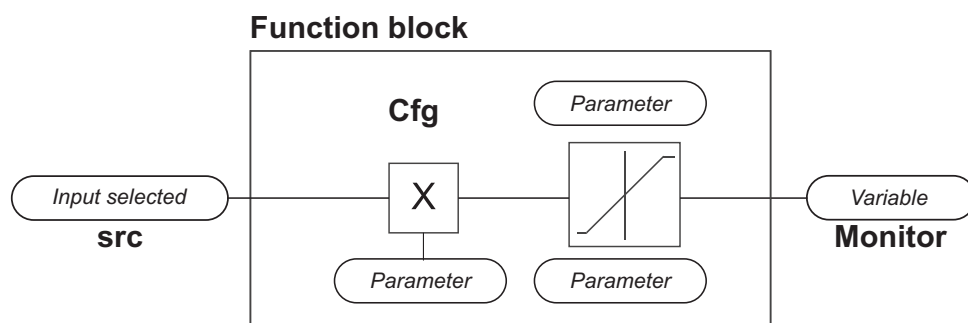 Function block
Parameter
Cfg
Input selected
X
Variable
src
Monitor
Parameter
Parameter